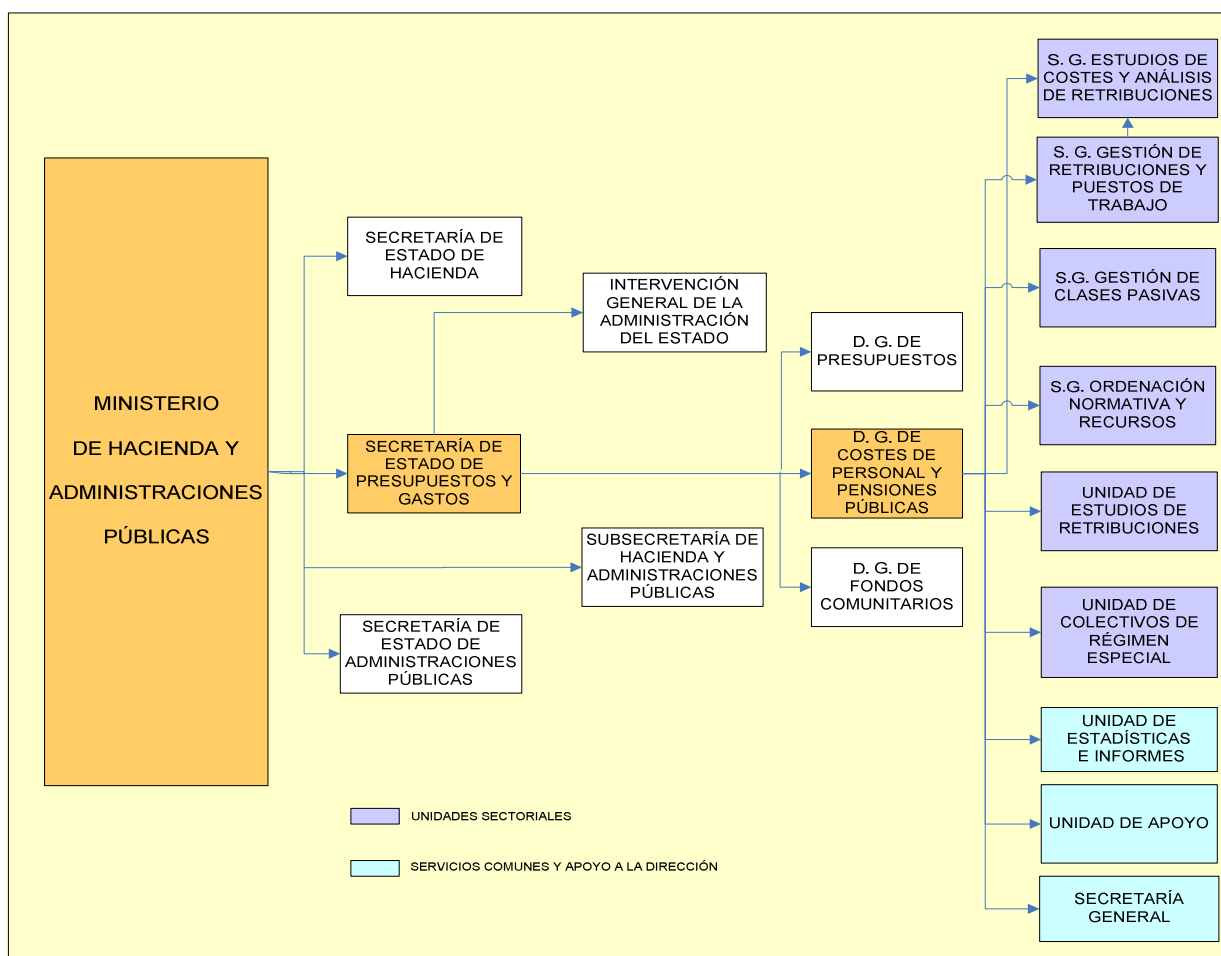 MINISTERIO
DE HACIENDA Y
ADMINISTRACIONES
PÚBLICAS
SECRETARÍA DE
ESTADO DE
HACIENDA
SECRETARÍA DE
ESTADO DE
PRESUPUESTOS Y
GASTOS
SECRETARÍA DE
ESTADO DE
ADMINISTRACIONES
PÚBLICAS
INTERVENCIÓN
GENERAL DE LA
ADMINISTRACIÓN
DEL ESTADO
SUBSECRETARÍA DE
HACIENDA Y
ADMINISTRACIONES
PÚBLICAS
D. G. DE
PRESUPUESTOS
D. G. DE
COSTES DE
PERSONAL Y
PENSIONES
PÚBLICAS
D. G. DE
FONDOS
COMUNITARIOS
S. G. ESTUDIOS DE
COSTES Y ANÁLISIS
DE RETRIBUCIONES
S. G. GESTIÓN DE
RETRIBUCIONES Y
PUESTOS DE
TRABAJO
S.G. GESTIÓN DE
CLASES PASIVAS
S.G. ORDENACIÓN
NORMATIVA Y
RECURSOS
UNIDAD DE
ESTUDIOS DE
RETRIBUCIONES
UNIDAD DE
COLECTIVOS DE
RÉGIMEN
ESPECIAL
UNIDAD DE
ESTADÍSTICAS
E INFORMES
UNIDAD DE APOYO
SECRETARÍA
GENERAL
UNIDADES SECTORIALES
SERVICIOS COMUNES Y APOYO A LA DIRECCIÓN